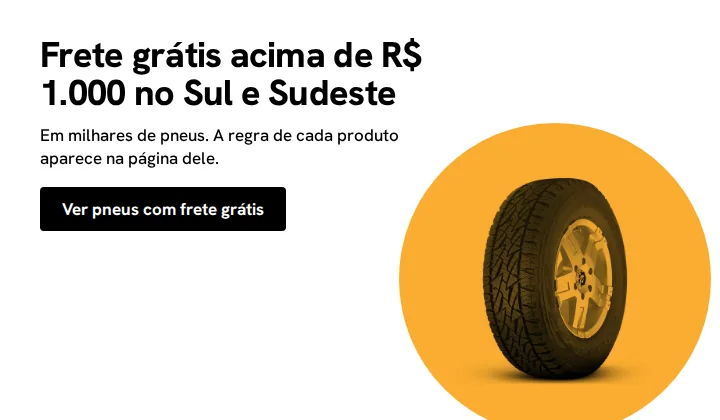 Frete grátis acima de R$
1.000 no Sul e Sudeste
Em milhares de pneus. A regra de cada produto
aparece na página dele.
Ver pneus com frete grátis